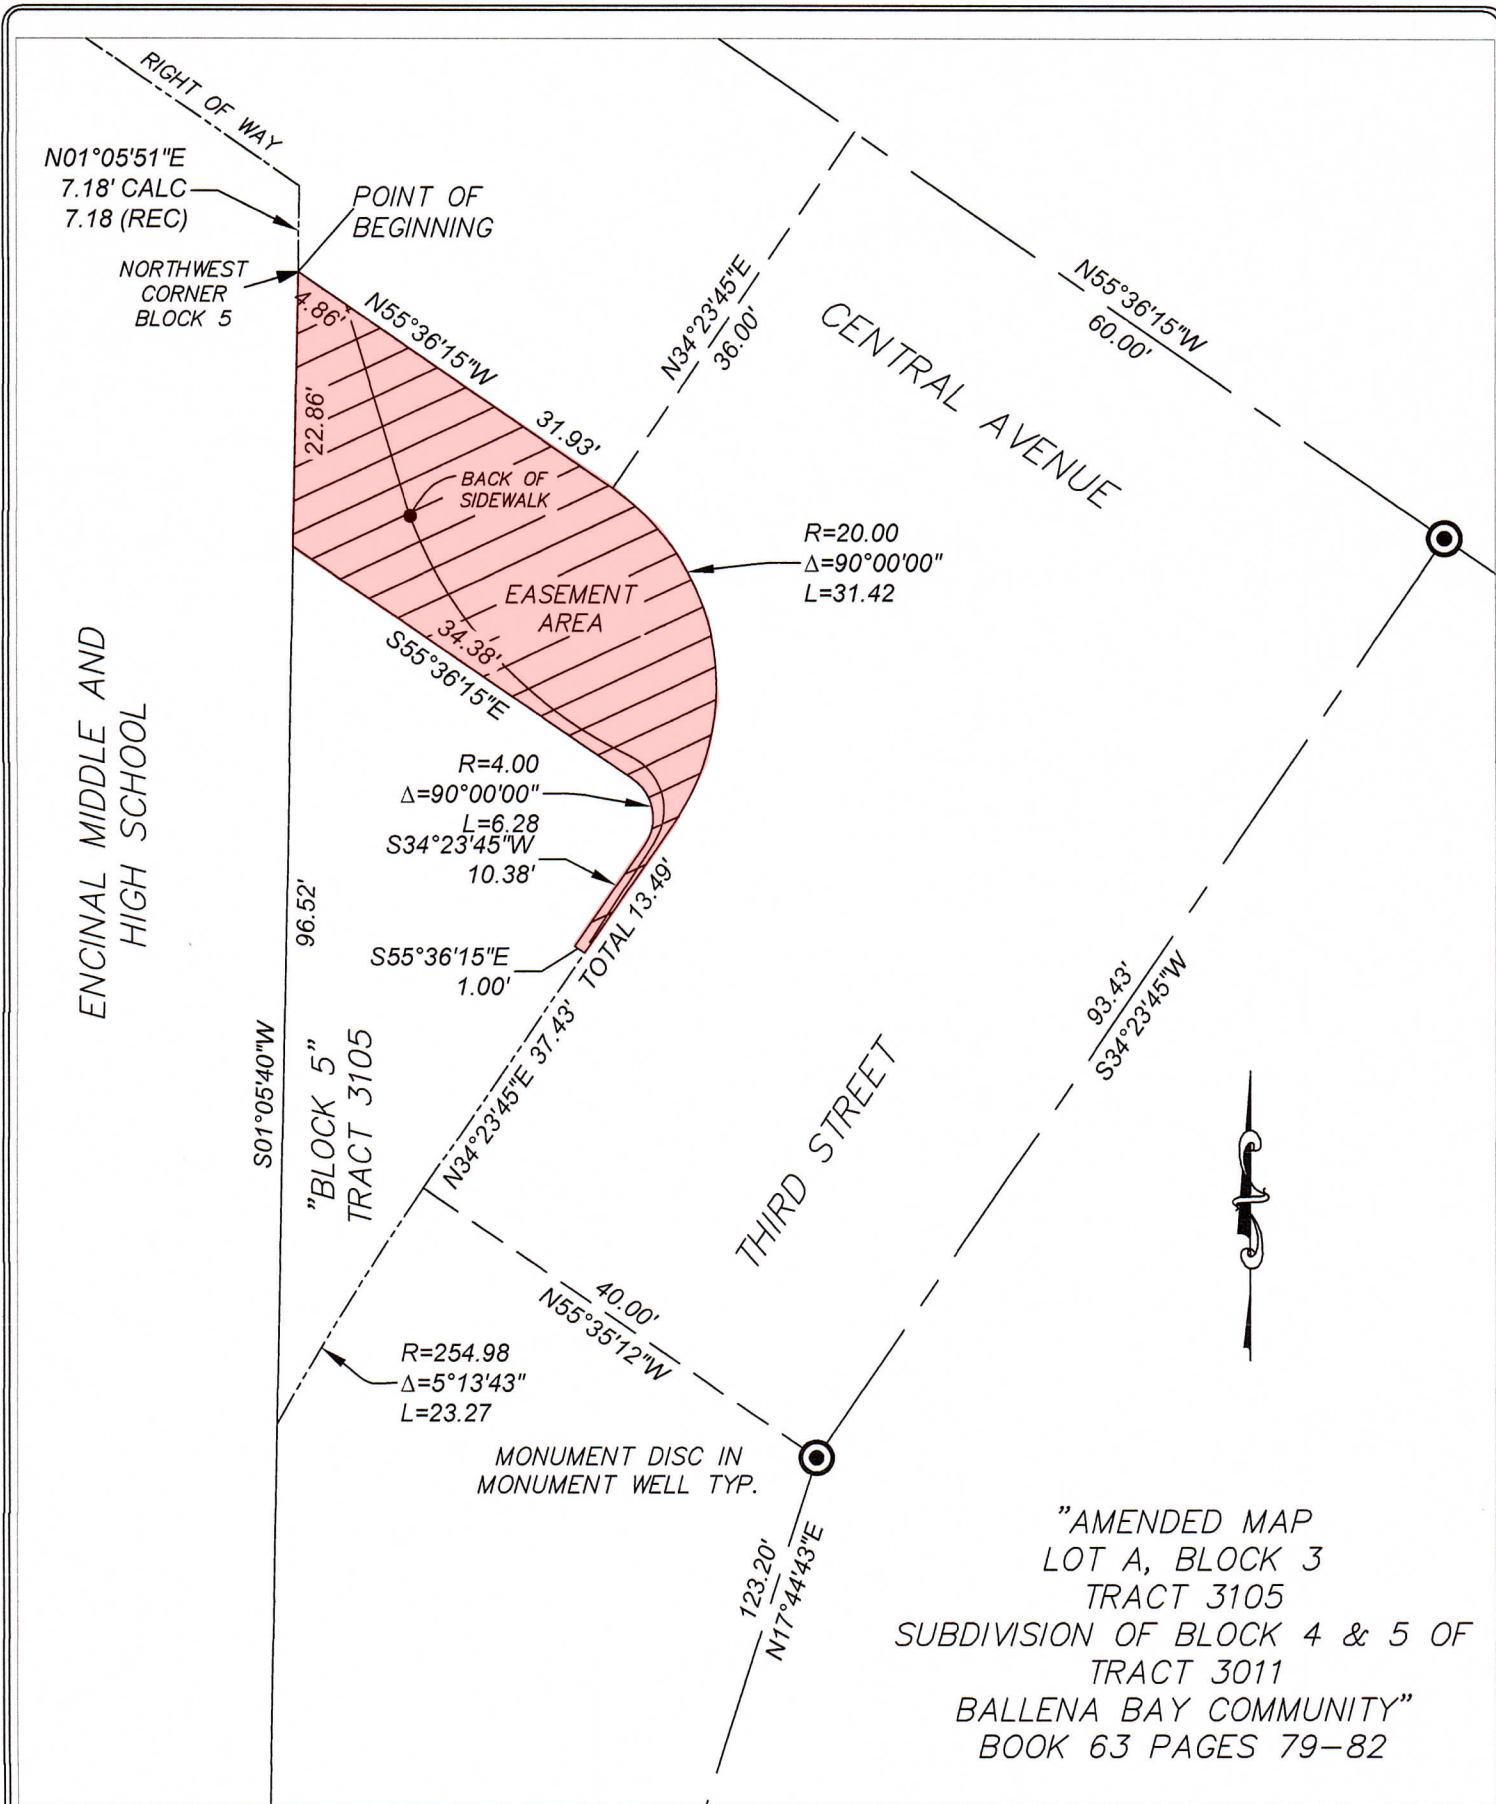 RIGHT OF WAY
N01°05'51"E
7.18' CALC
7.18 (REC)
POINT OF
BEGINNING
NORTHWEST
CORNER
BLOCK 5
4.86'
N55°36'15"W
31.93'
22.86'
N34°23'45"E
36.00'
CENTRAL AVENUE
N55°36'15"W
60.00'
BACK OF
SIDEWALK
R=20.00
Δ=90°00'00"
L=31.42
EASEMENT
AREA
34.38'
S55°36'15"E
ENCINAL MIDDLE AND
HIGH SCHOOL
R=4.00
Δ=90°00'00"
L=6.28
S34°23'45"W
10.38'
S55°36'15"E
1.00'
TOTAL 13.49'
N34°23'45"E 37.43'
96.52'
S01°05'40"W
"BLOCK 5"
TRACT 3105
THIRD STREET
93.43'
S34°23'45"W
40.00'
N55°35'12"W
R=254.98
Δ=5°13'43"
L=23.27
MONUMENT DISC IN
MONUMENT WELL TYP.
123.20'
N17°44'43"E
"AMENDED MAP
LOT A, BLOCK 3
TRACT 3105
SUBDIVISION OF BLOCK 4 & 5 OF
TRACT 3011
BALLENA BAY COMMUNITY"
BOOK 63 PAGES 79-82